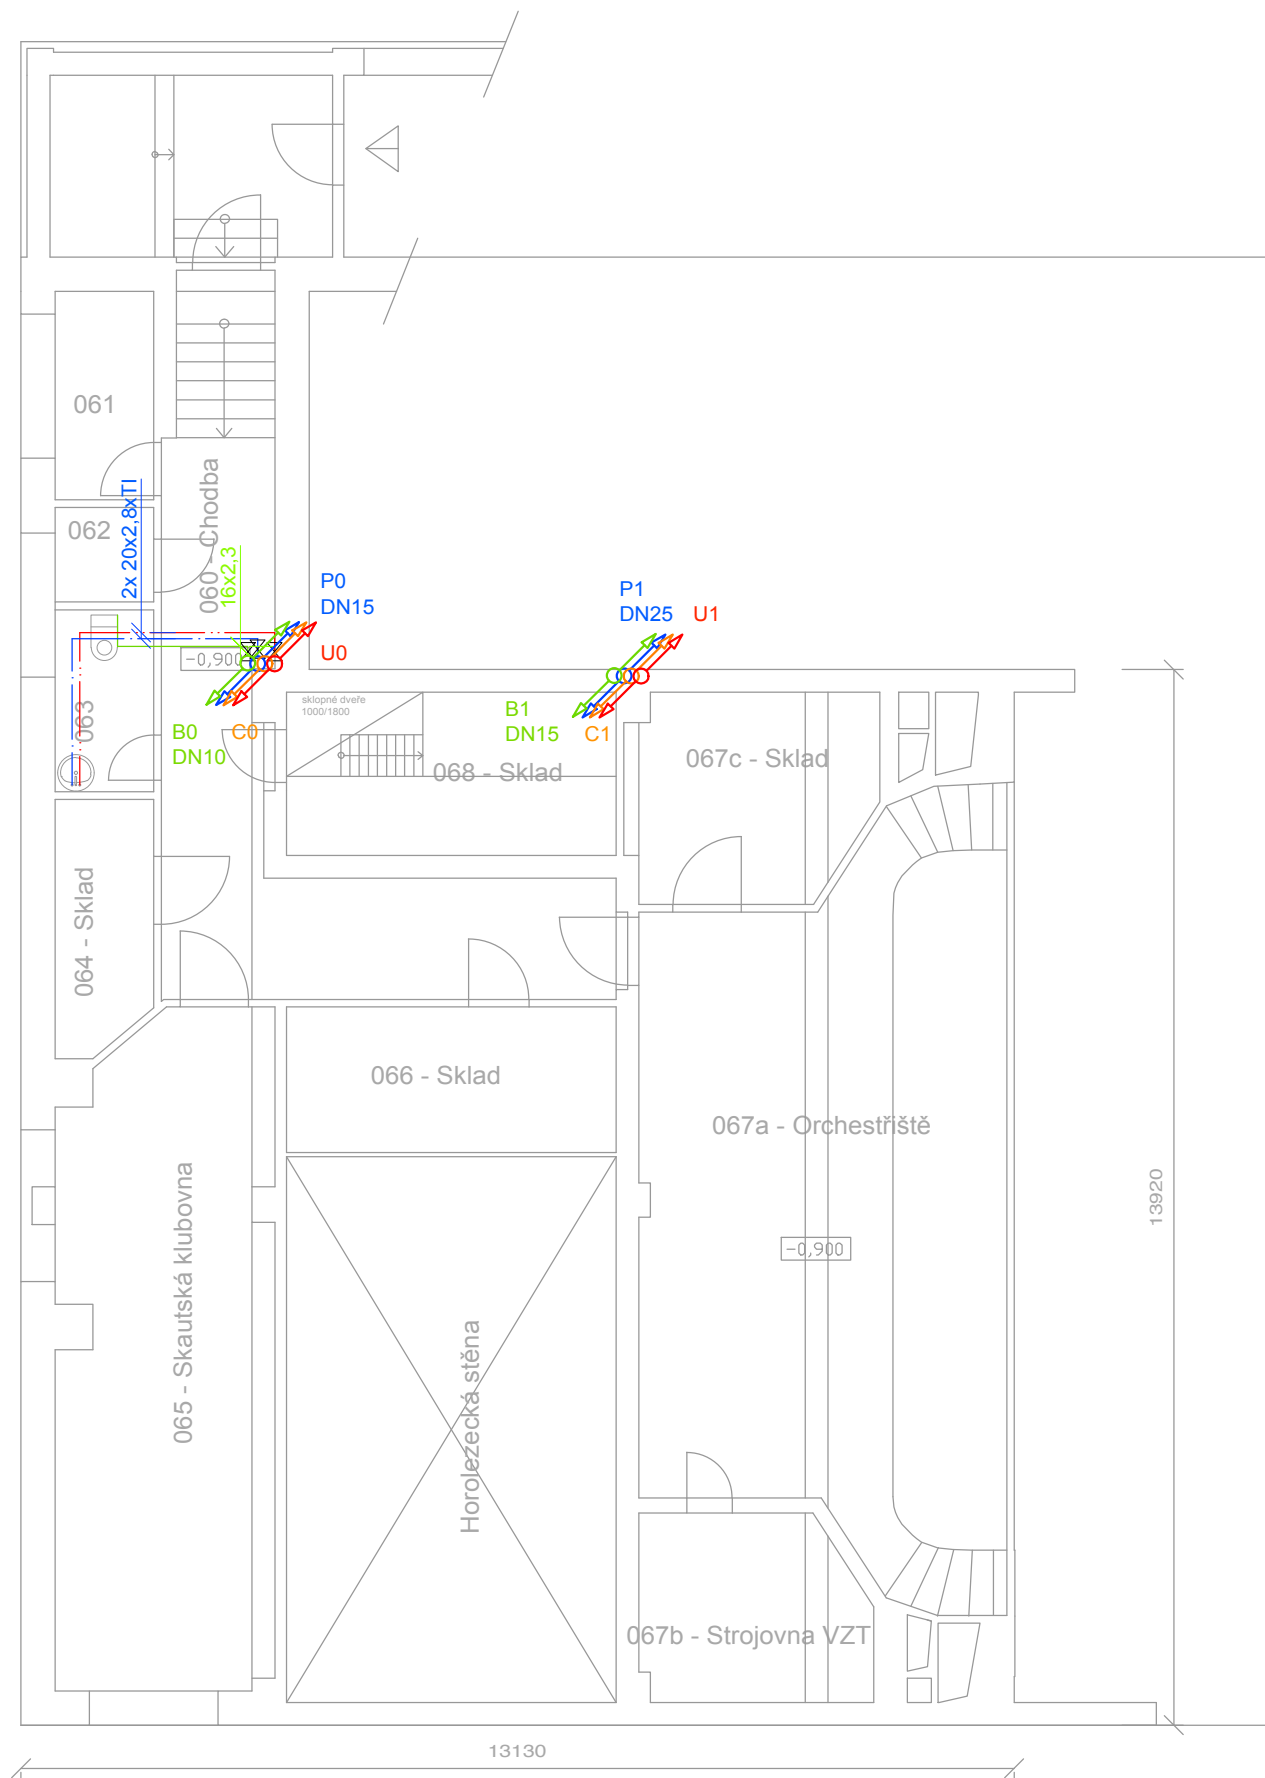 061
062
2x 20x2,8xTI
060 - Chodba
16x2,3
P0
DN15
U0
-0,900
P1
DN25
U1
063
B0
DN10
C0
sklopné dveře
1000/1800
B1
DN15
C1
068 - Sklad
067c - Sklad
064 - Sklad
066 - Sklad
067a - Orchestřiště
065 - Skautská klubovna
-0,900
13920
Horolezecká stěna
067b - Strojovna VZT
13130